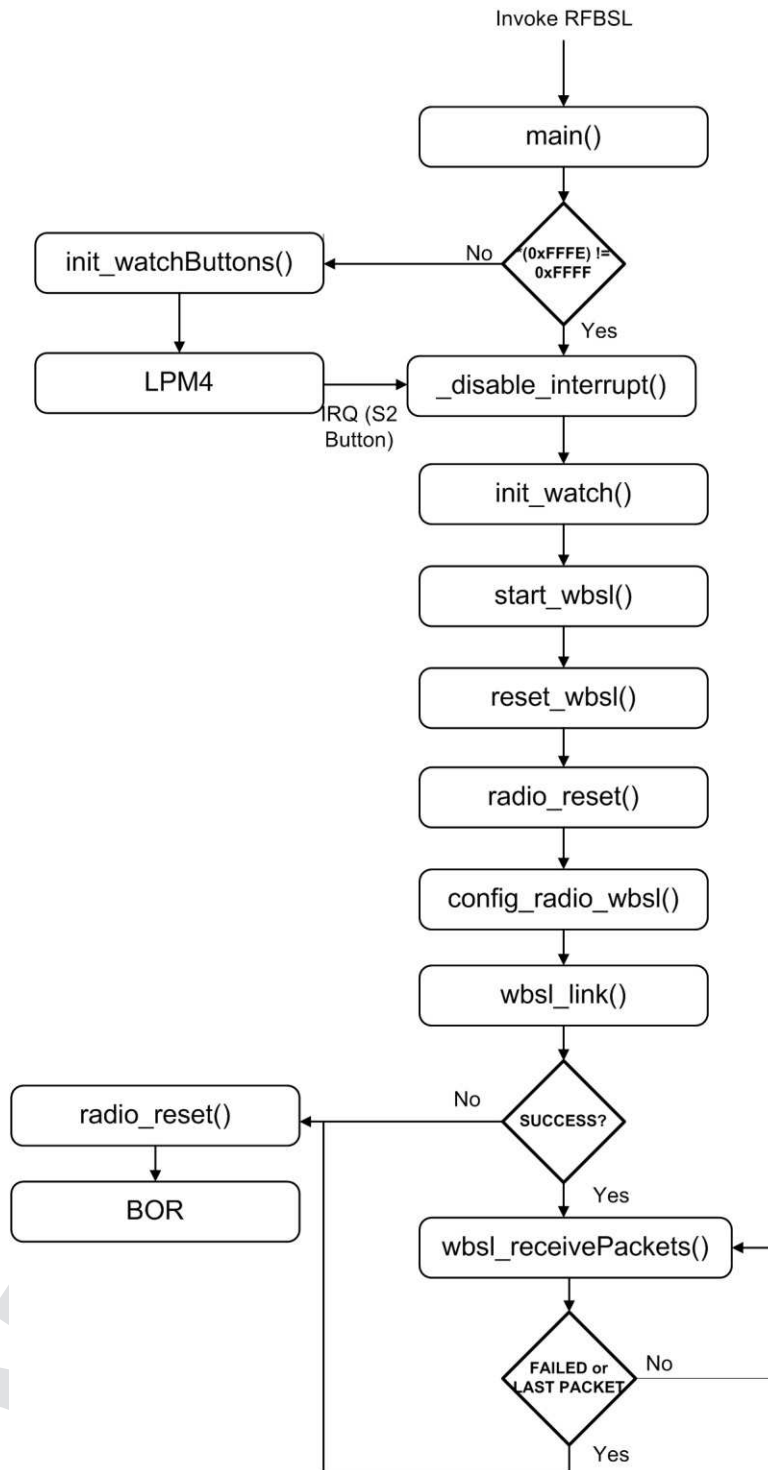 Invoke RFBSL
main()
*(0xFFFE) !=
0xFFFF
No
Yes
init_watchButtons()
LPM4
IRQ (S2
Button)
_disable_interrupt()
init_watch()
start_wbsl()
reset_wbsl()
radio_reset()
config_radio_wbsl()
wbsl_link()
SUCCESS?
No
Yes
radio_reset()
BOR
wbsl_receivePackets()
FAILED or
LAST PACKET
No
Yes